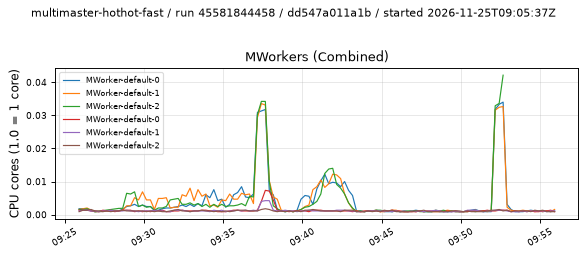 multimaster-hothot-fast / run 45581844458 / dd547a011a1b / started 2026-11-25T09:05:37Z
MWorkers (Combined)
CPU cores (1.0 = 1 core)
0.04
0.03
0.02
0.01
0.00
MWorker-default-0
MWorker-default-1
MWorker-default-2
MWorker-default-0
MWorker-default-1
MWorker-default-2
09:25
09:30
09:35
09:40
09:45
09:50
09:55